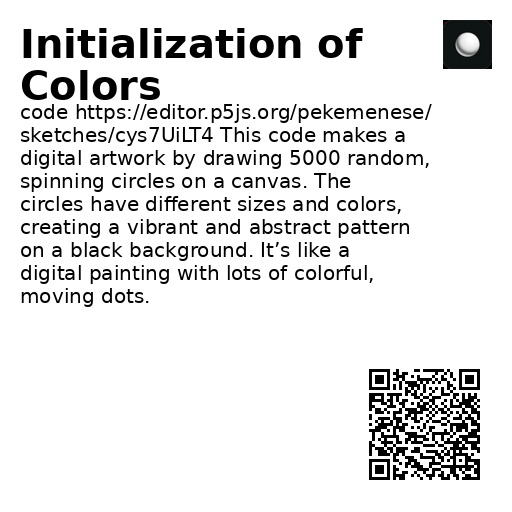 Initialization of
Colors
code https://editor.p5js.org/pekemenese/
sketches/cys7UiLT4 This code makes a
digital artwork by drawing 5000 random,
spinning circles on a canvas. The
circles have different sizes and colors,
creating a vibrant and abstract pattern
on a black background. It’s like a
digital painting with lots of colorful,
moving dots.